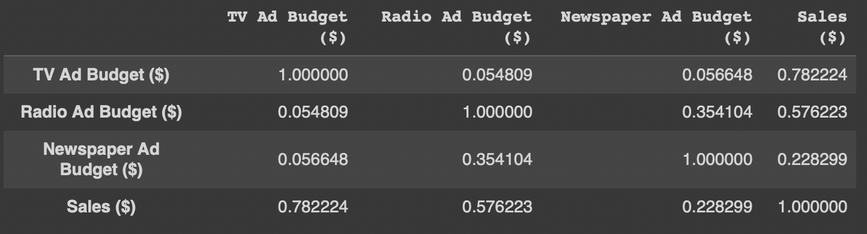 TV Ad Budget Radio Ad Budget Newspaper Ad Budget Sales
($) ($) ($) ($)
TV Ad Budget ($) 1.000000 0.054809 0.056648 0.782224
Radio Ad Budget ($) 0.054809 1.000000 0.354104 0.576223
Newspaper Ad
Budget ($) 0.056648 0.354104 1.000000 0.228299
Sales ($) 0.782224 0.576223 0.228299 1.000000